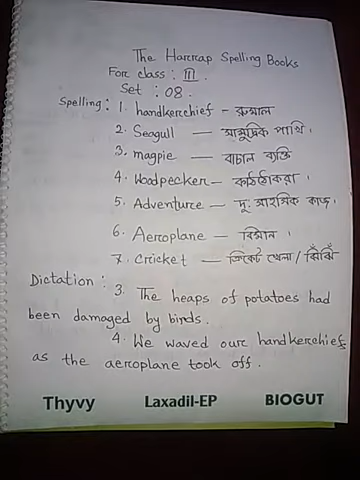 The Harrap Spelling Books
For class : III.
Set : 08.
Spelling : 1. handkerchief - রুমাল
2. Seagull — সামুদ্রিক পাখি।
3. magpie — বাচাল ব্যক্তি
4. Woodpecker - কাঠঠোকরা।
5. Adventure — দুঃসাহসিক কাজ।
6. Aeroplane — বিমান।
7. Cricket — ক্রিকেট খেলা / ঝিঁঝিঁ
Dictation :
3. The heaps of potatoes had
been damaged by birds.
4. We waved our handkerchiefs
as the aeroplane took off.
Thyvy Laxadil-EP BIOGUT